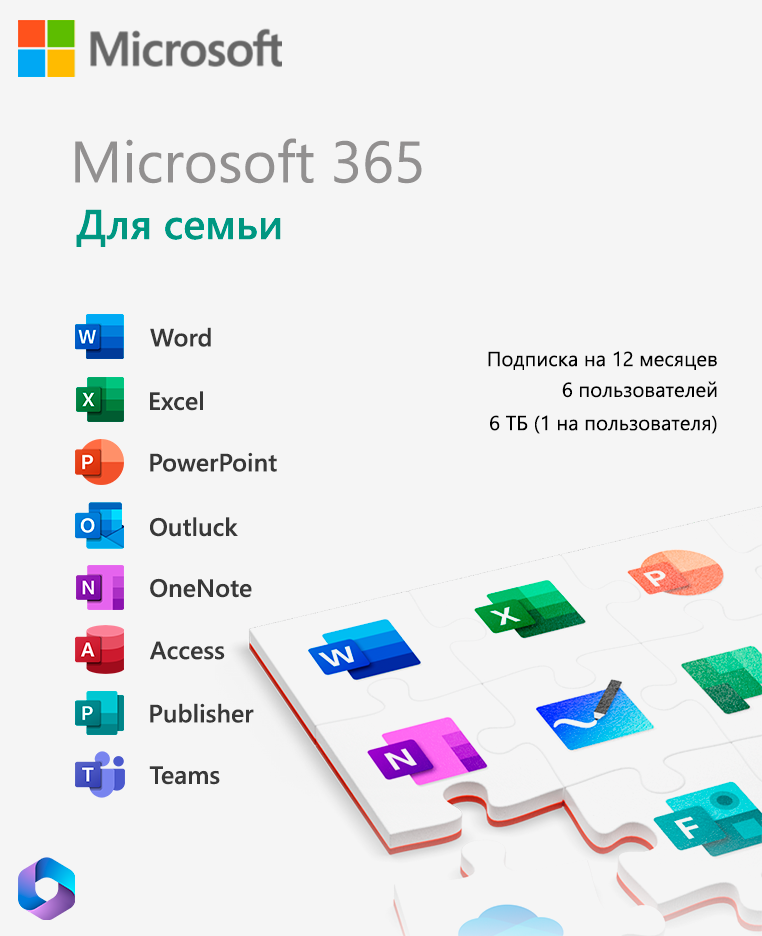 Microsoft
Microsoft 365
Для семьи
W Word
X Excel
P PowerPoint
O Outluck
N OneNote
A Access
P Publisher
T Teams
Подписка на 12 месяцев
6 пользователей
6 ТБ (1 на пользователя)
P
X
W
N
F